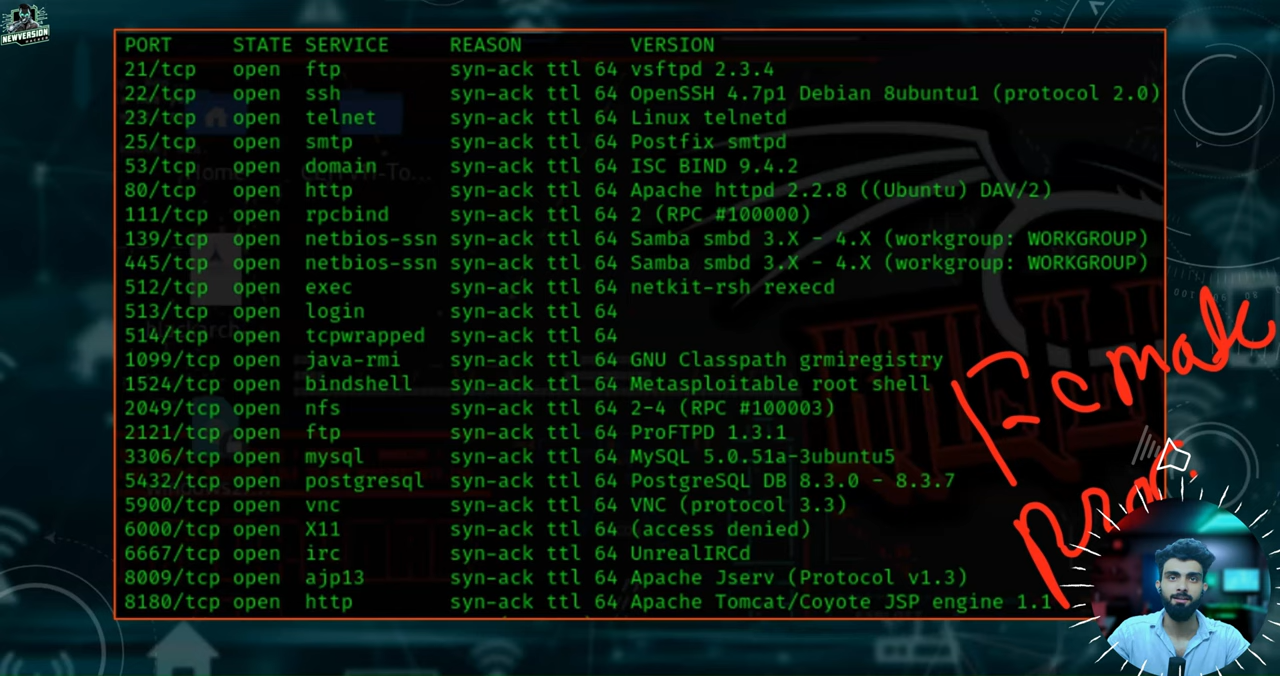 NEWVERSION
HACKER
PORT STATE SERVICE REASON VERSION
21/tcp open ftp syn-ack ttl 64 vsftpd 2.3.4
22/tcp open ssh syn-ack ttl 64 OpenSSH 4.7p1 Debian 8ubuntu1 (protocol 2.0)
23/tcp open telnet syn-ack ttl 64 Linux telnetd
25/tcp open smtp syn-ack ttl 64 Postfix smtpd
53/tcp open domain syn-ack ttl 64 ISC BIND 9.4.2
80/tcp open http syn-ack ttl 64 Apache httpd 2.2.8 ((Ubuntu) DAV/2)
111/tcp open rpcbind syn-ack ttl 64 2 (RPC #100000)
139/tcp open netbios-ssn syn-ack ttl 64 Samba smbd 3.X - 4.X (workgroup: WORKGROUP)
445/tcp open netbios-ssn syn-ack ttl 64 Samba smbd 3.X - 4.X (workgroup: WORKGROUP)
512/tcp open exec syn-ack ttl 64 netkit-rsh rexecd
513/tcp open login syn-ack ttl 64
514/tcp open tcpwrapped syn-ack ttl 64
1099/tcp open java-rmi syn-ack ttl 64 GNU Classpath grmiregistry
1524/tcp open bindshell syn-ack ttl 64 Metasploitable root shell
2049/tcp open nfs syn-ack ttl 64 2-4 (RPC #100003)
2121/tcp open ftp syn-ack ttl 64 ProFTPD 1.3.1
3306/tcp open mysql syn-ack ttl 64 MySQL 5.0.51a-3ubuntu5
5432/tcp open postgresql syn-ack ttl 64 PostgreSQL DB 8.3.0 - 8.3.7
5900/tcp open vnc syn-ack ttl 64 VNC (protocol 3.3)
6000/tcp open X11 syn-ack ttl 64 (access denied)
6667/tcp open irc syn-ack ttl 64 UnrealIRCd
8009/tcp open ajp13 syn-ack ttl 64 Apache Jserv (Protocol v1.3)
8180/tcp open http syn-ack ttl 64 Apache Tomcat/Coyote JSP engine 1.1